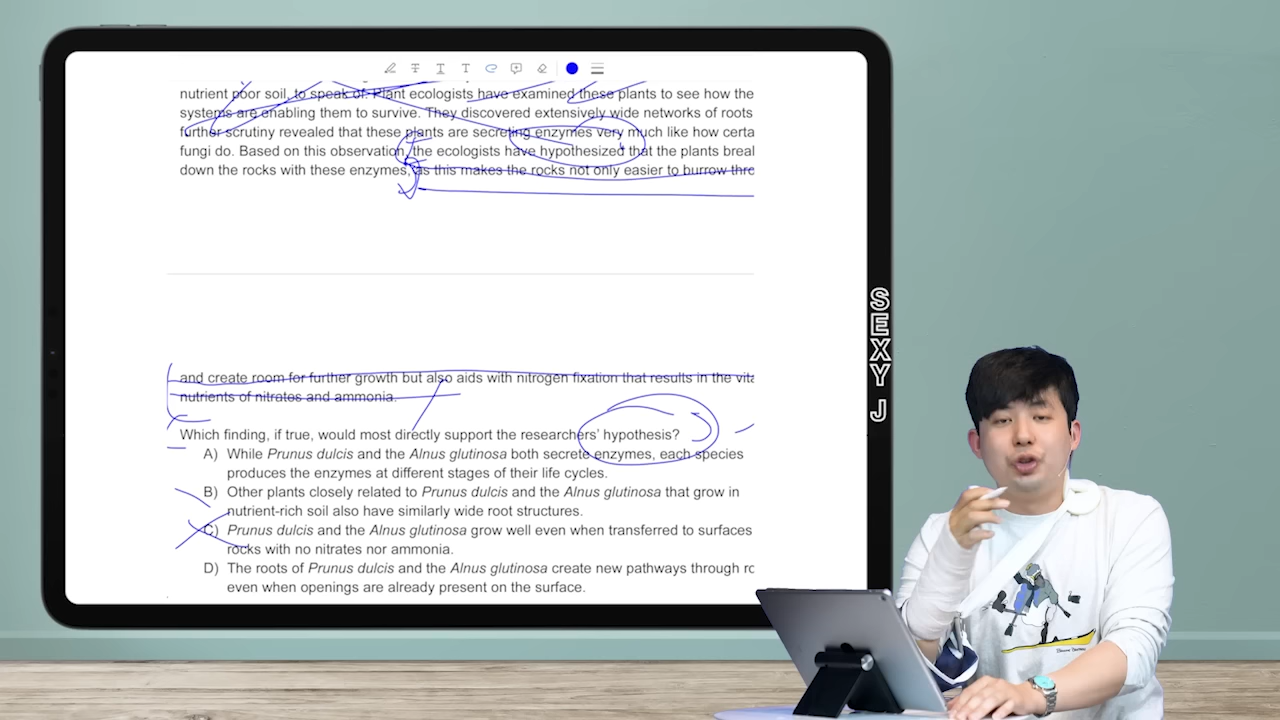 nutrient poor soil, to speak of. Plant ecologists have examined these plants to see how the
systems are enabling them to survive. They discovered extensively wide networks of roots
further scrutiny revealed that these plants are secreting enzymes very much like how certa
fungi do. Based on this observation, the ecologists have hypothesized that the plants break
down the rocks with these enzymes, as this makes the rocks not only easier to burrow thro
and create room for further growth but also aids with nitrogen fixation that results in the vita
nutrients of nitrates and ammonia.
Which finding, if true, would most directly support the researchers' hypothesis?
A) While Prunus dulcis and the Alnus glutinosa both secrete enzymes, each species
produces the enzymes at different stages of their life cycles.
B) Other plants closely related to Prunus dulcis and the Alnus glutinosa that grow in
nutrient-rich soil also have similarly wide root structures.
C) Prunus dulcis and the Alnus glutinosa grow well even when transferred to surfaces
rocks with no nitrates nor ammonia.
D) The roots of Prunus dulcis and the Alnus glutinosa create new pathways through ro
even when openings are already present on the surface.
SEXY J